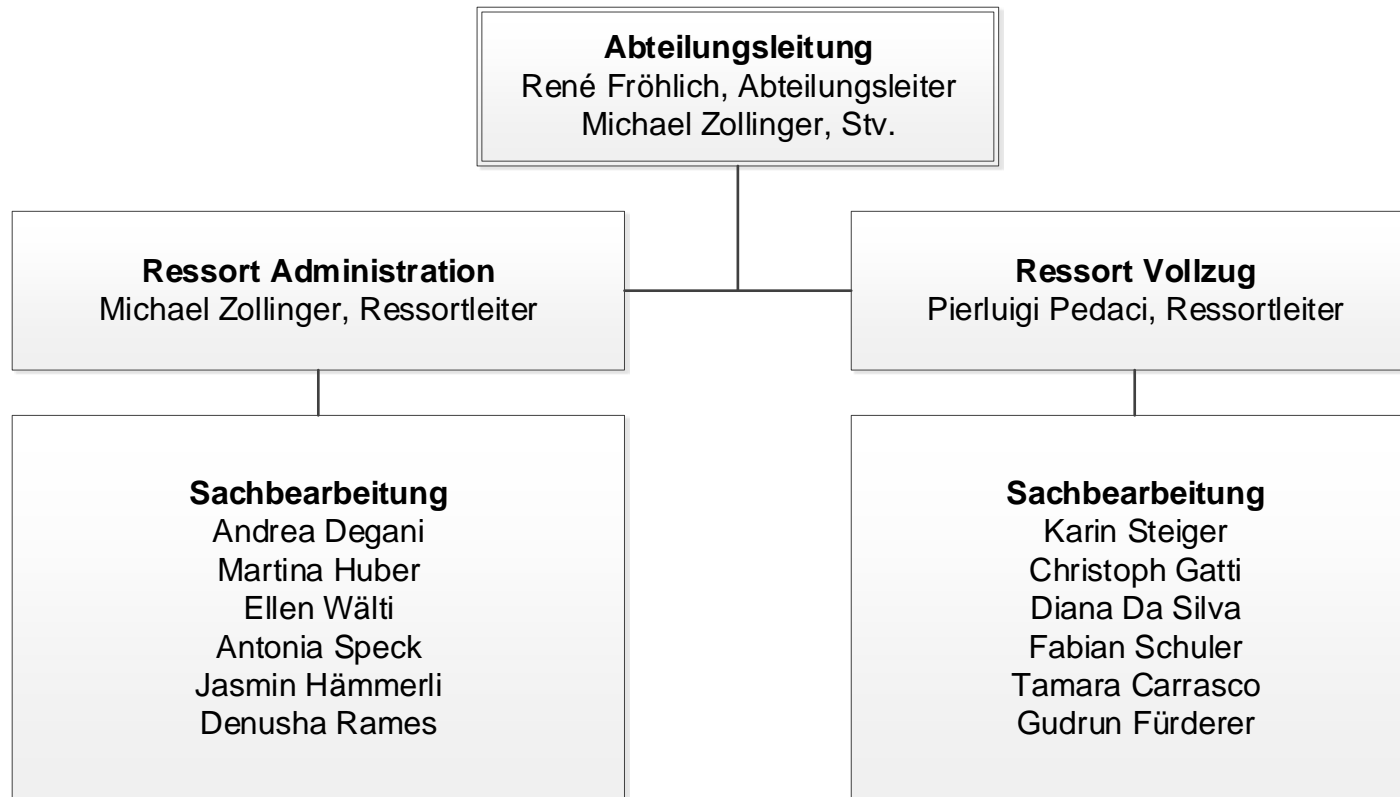 Abteilungsleitung
René Fröhlich, Abteilungsleiter
Michael Zollinger, Stv.
Ressort Administration
Michael Zollinger, Ressortleiter
Ressort Vollzug
Pierluigi Pedaci, Ressortleiter
Sachbearbeitung
Andrea Degani
Martina Huber
Ellen Wälti
Antonia Speck
Jasmin Hämmerli
Denusha Rames
Sachbearbeitung
Karin Steiger
Christoph Gatti
Diana Da Silva
Fabian Schuler
Tamara Carrasco
Gudrun Fürderer